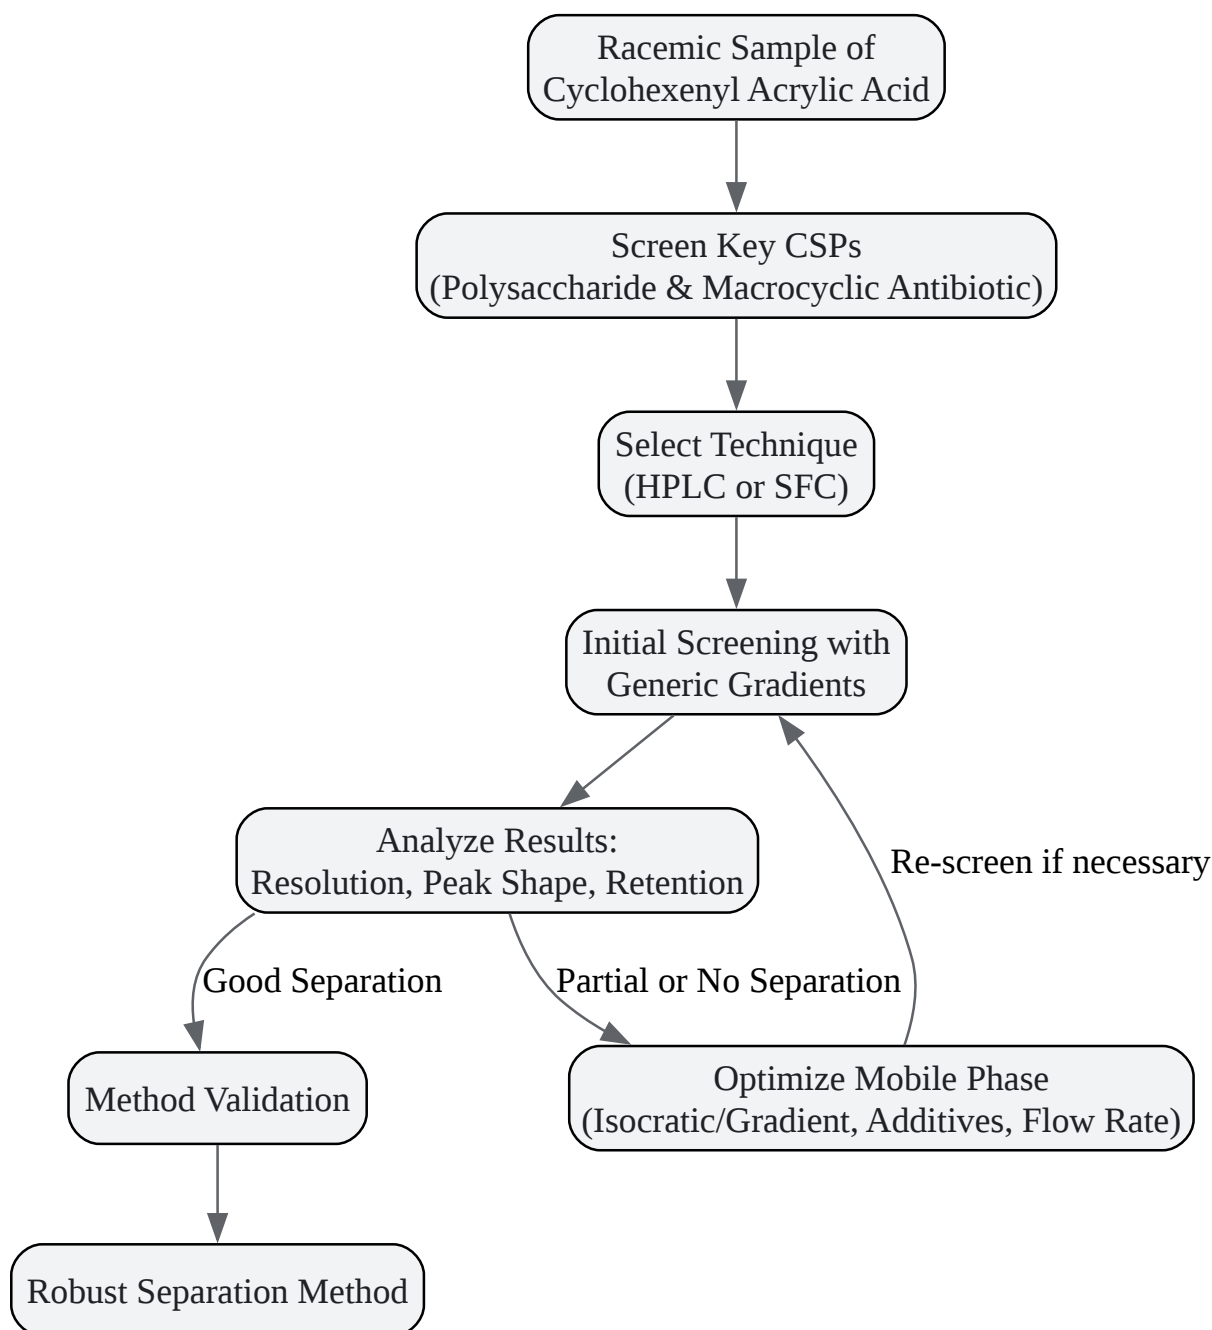 Racemic Sample of
Cyclohexenyl Acrylic Acid
Screen Key CSPs
(Polysaccharide & Macrocyclic Antibiotic)
Select Technique
(HPLC or SFC)
Initial Screening with
Generic Gradients
Analyze Results:
Resolution, Peak Shape, Retention
Re-screen if necessary
Good Separation
Partial or No Separation
Method Validation
Optimize Mobile Phase
(Isocratic/Gradient, Additives, Flow Rate)
Robust Separation Method